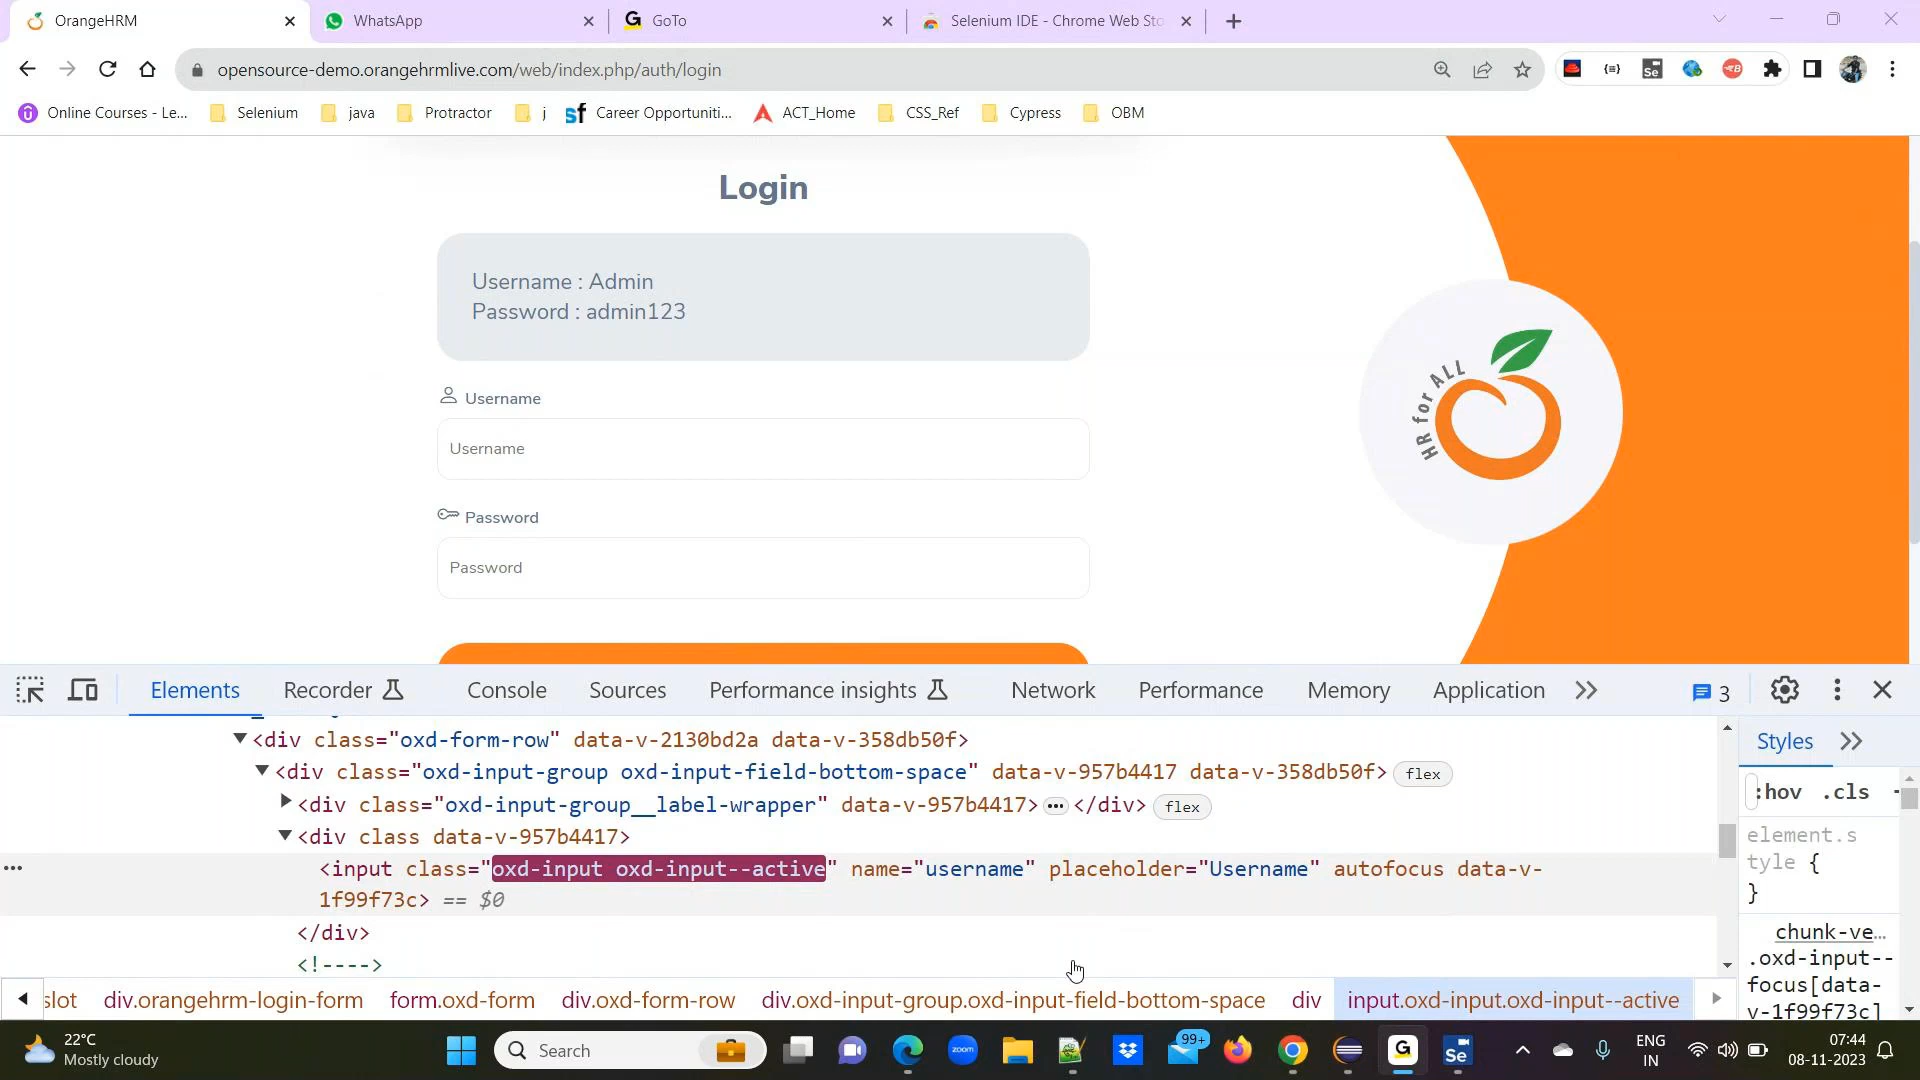 OrangeHRM
WhatsApp
GoTo
Selenium IDE - Chrome Web Sto
opensource-demo.orangehrmlive.com/web/index.php/auth/login
Online Courses - Le...
Selenium
java
Protractor
j
Career Opportuniti...
ACT_Home
CSS_Ref
Cypress
OBM
Login
Username : Admin
Password : admin123
Username
Username
Password
Password
HR for ALL
Elements
Recorder
Console
Sources
Performance insights
Network
Performance
Memory
Application
3
<div class="oxd-form-row" data-v-2130bd2a data-v-358db50f>
<div class="oxd-input-group oxd-input-field-bottom-space" data-v-957b4417 data-v-358db50f> flex
<div class="oxd-input-group__label-wrapper" data-v-957b4417> ••• </div> flex
<div class data-v-957b4417>
<input class="oxd-input oxd-input--active" name="username" placeholder="Username" autofocus data-v-
1f99f73c> == $0
</div>
<!---->
Styles
:hov .cls
element.s
tyle {
}
chunk-ve...
.oxd-input--
focus[data-
v-1f99f73c]
slot
div.orangehrm-login-form
form.oxd-form
div.oxd-form-row
div.oxd-input-group.oxd-input-field-bottom-space
div
input.oxd-input.oxd-input--active
22°C
Mostly cloudy
Search
zoom
99+
G
Se
ENG
IN
07:44
08-11-2023